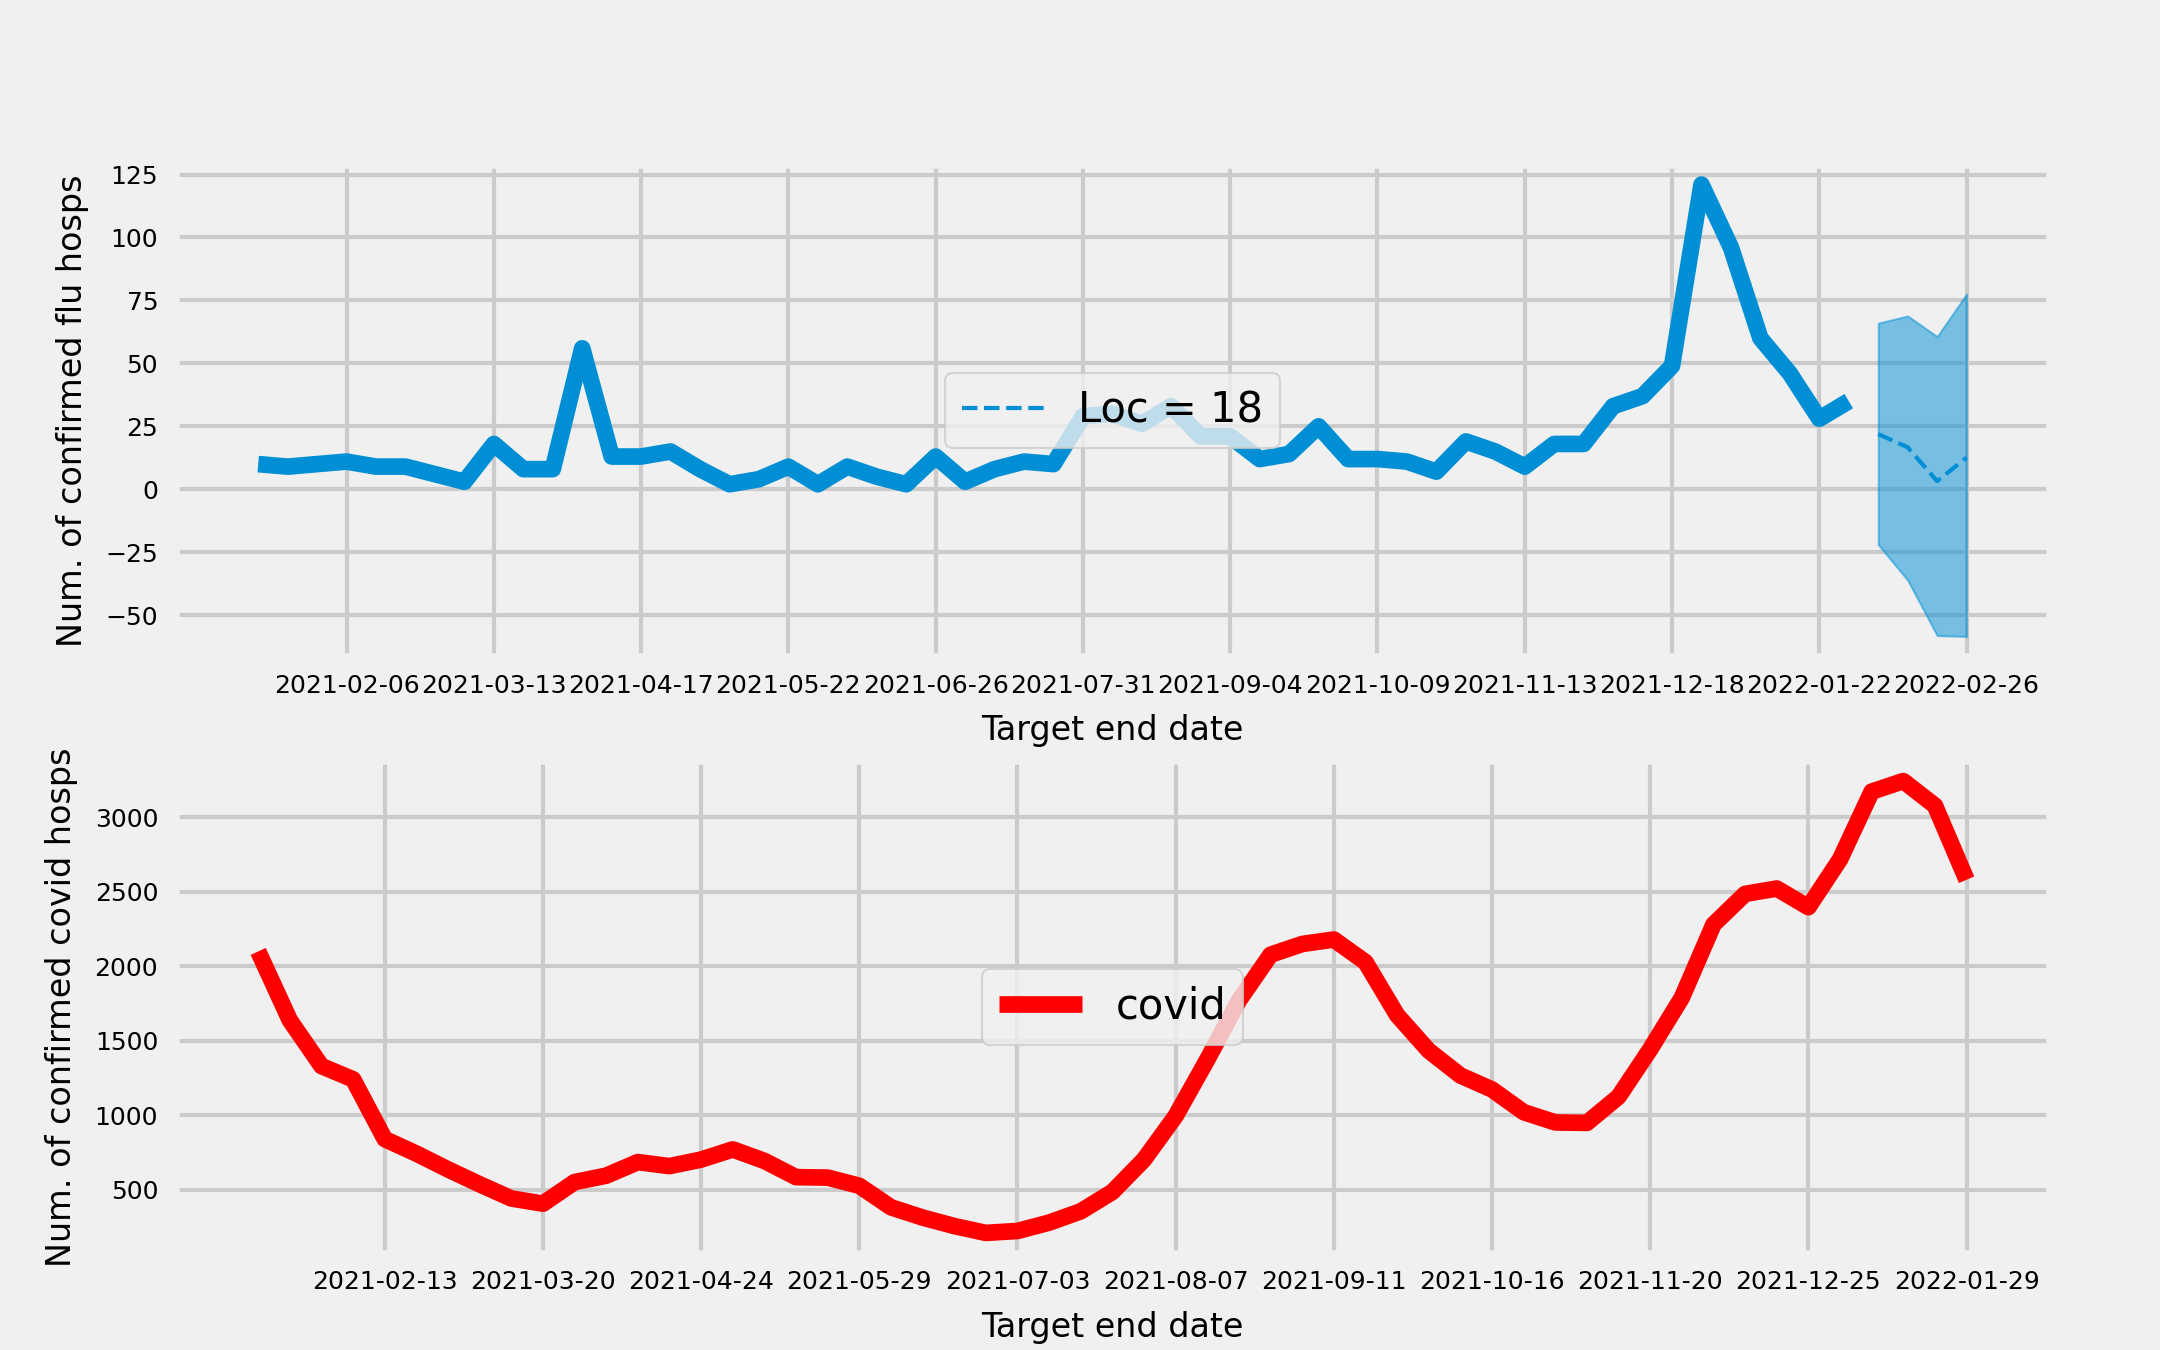 Num. of confirmed flu hosps
125
100
75
50
25
0
−25
−50
Loc = 18
2021-02-06 2021-03-13 2021-04-17 2021-05-22 2021-06-26 2021-07-31 2021-09-04 2021-10-09 2021-11-13 2021-12-18 2022-01-22 2022-02-26
Target end date
Num. of confirmed covid hosps
3000
2500
2000
1500
1000
500
covid
2021-02-13 2021-03-20 2021-04-24 2021-05-29 2021-07-03 2021-08-07 2021-09-11 2021-10-16 2021-11-20 2021-12-25 2022-01-29
Target end date